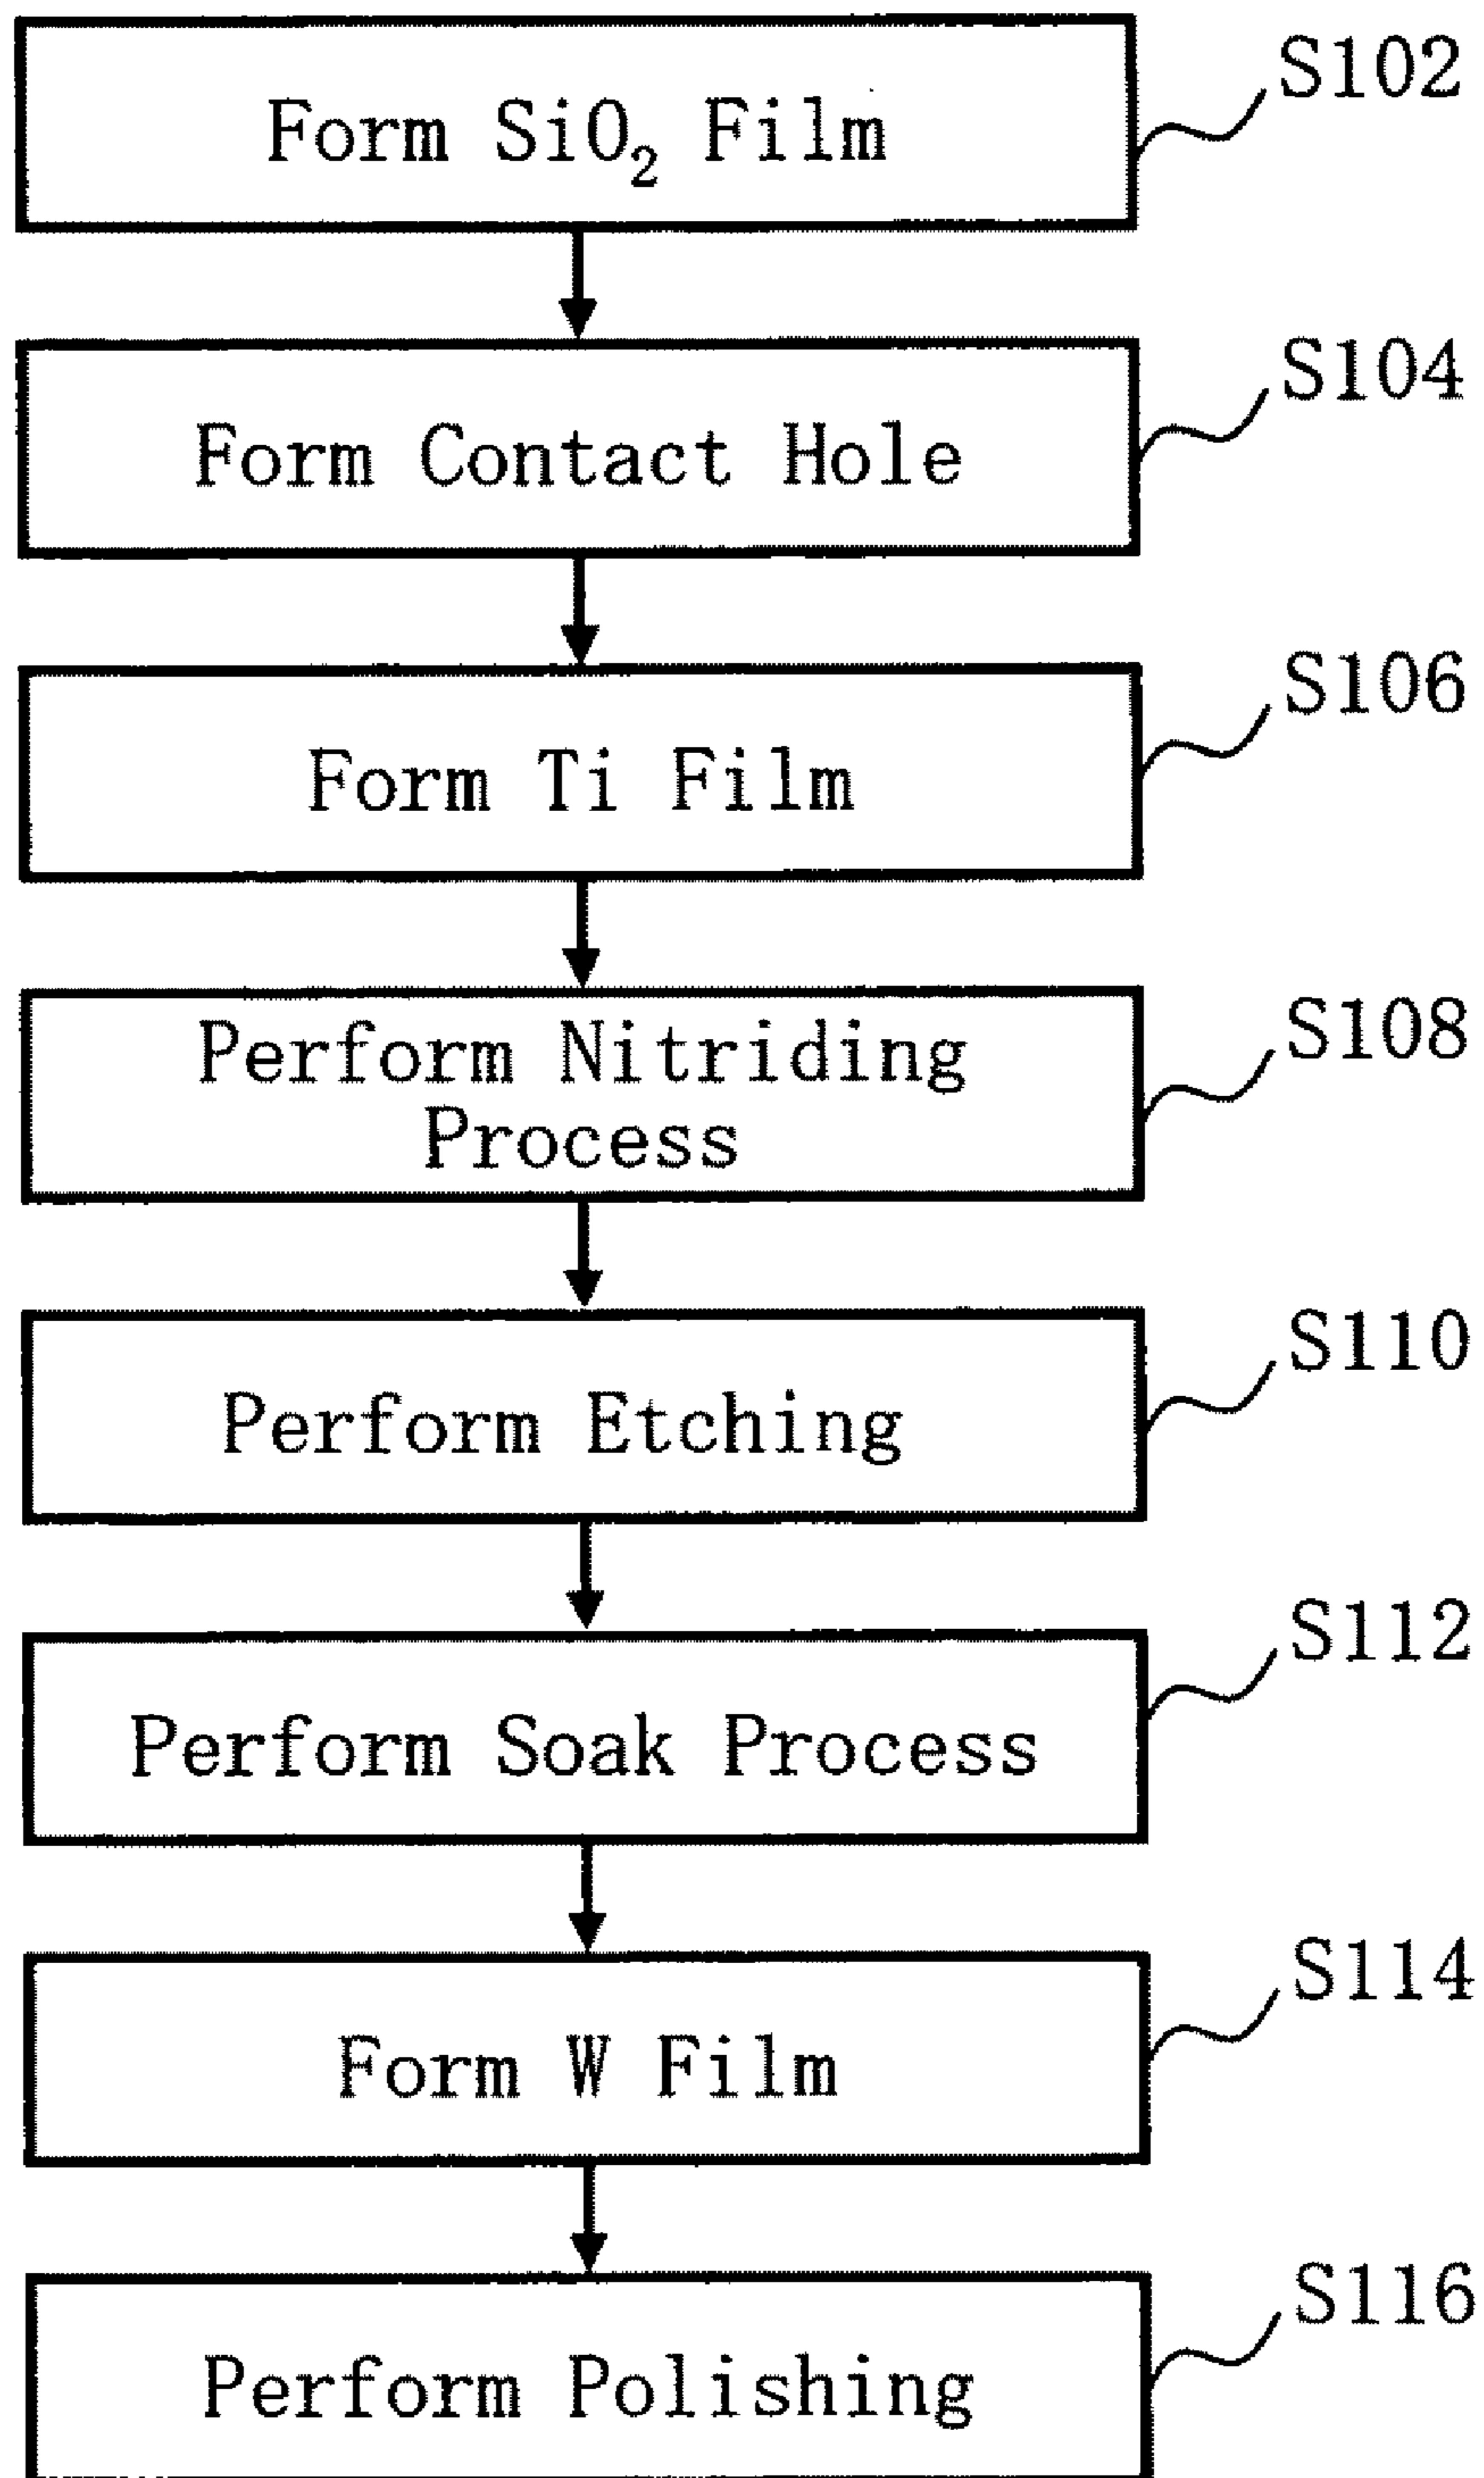 Form SiO₂ Film
S102
Form Contact Hole
S104
Form Ti Film
S106
Perform Nitriding
Process
S108
Perform Etching
S110
Perform Soak Process
S112
Form W Film
S114
Perform Polishing
S116